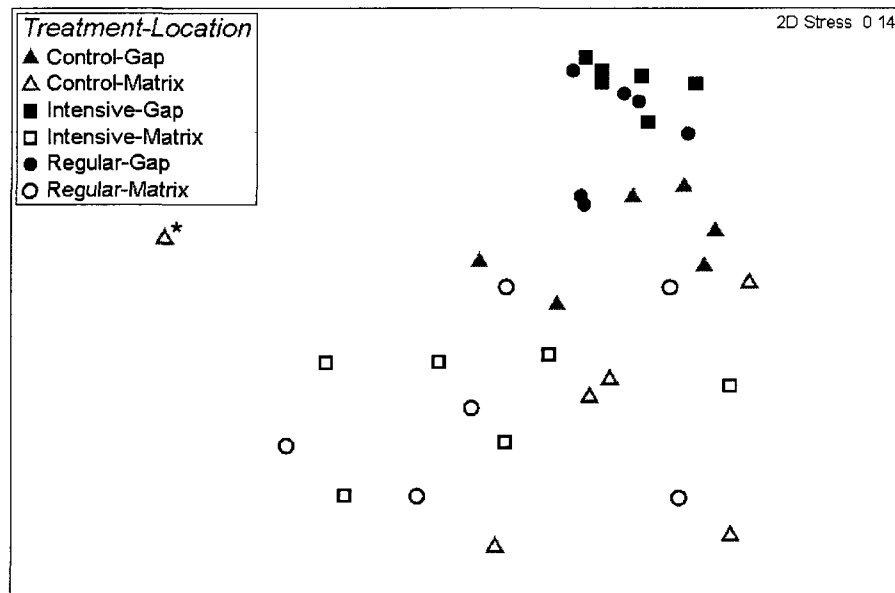 Treatment-Location
2D Stress 0 14
Control-Gap
Control-Matrix
Intensive-Gap
Intensive-Matrix
Regular-Gap
Regular-Matrix
*